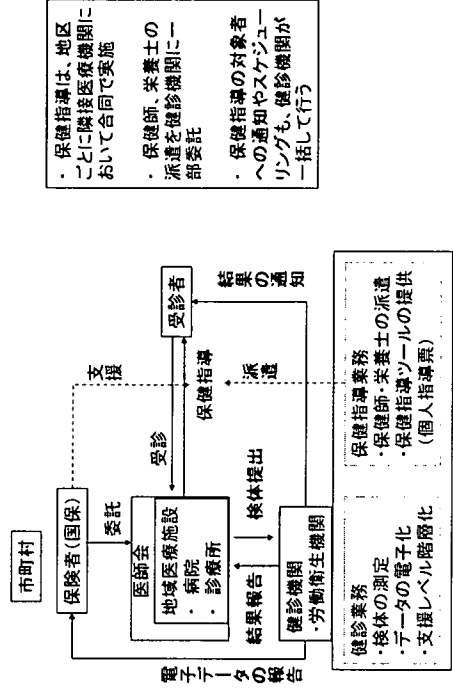 市町村
保険者(国保)
支援
委託
医師会
地域医療施設
・病院
・診療所
受診
受診者
保健指導
結果の通知
派遣
検体提出
結果報告
電子データの報告
健診機関
・労働衛生機関
健診業務
・検体の測定
・データの電子化
・支援レベル階層化
保健指導業務
・保健師・栄養士の派遣
・保健指導ツールの提供
(個人指導票)
・保健指導は、地区
ごとに隣接医療機関に
おいて合同で実施
・保健師、栄養士の
派遣を健診機関に一
部委託
・保健指導の対象者
への通知やスケジュー
リングも、健診機関が
一括して行う